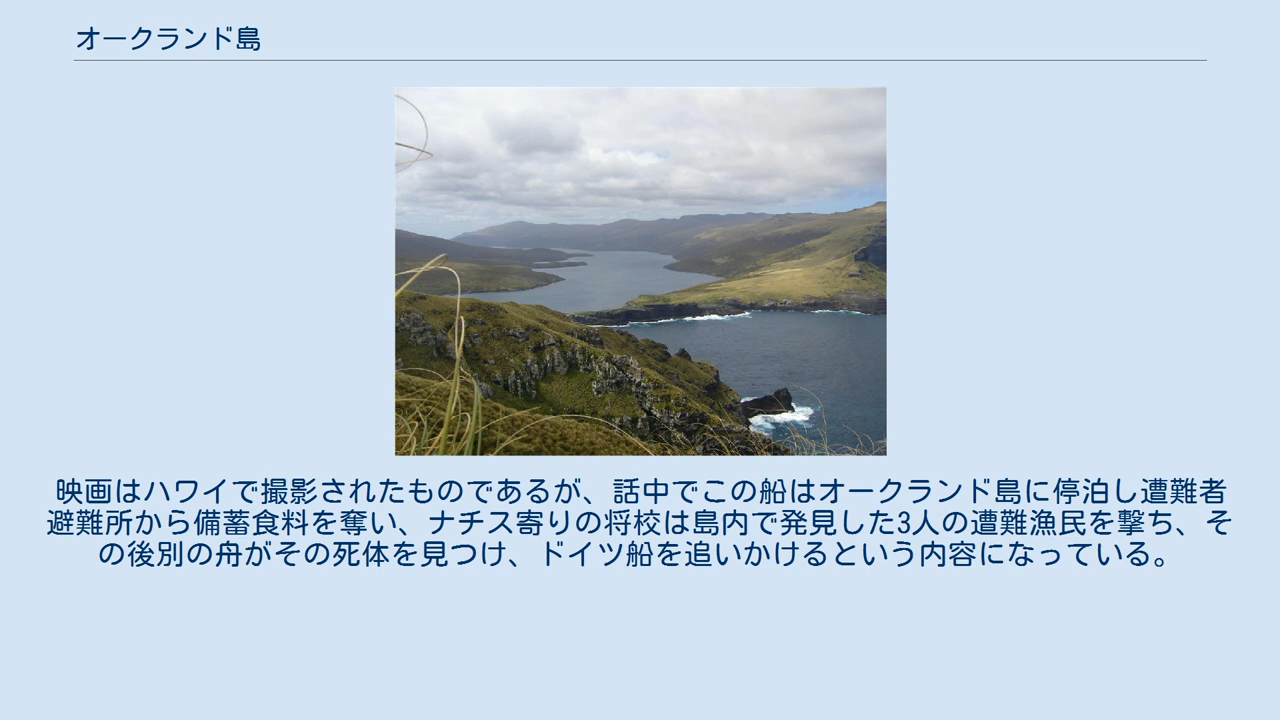 オークランド島
映画はハワイで撮影されたものであるが、話中でこの船はオークランド島に停泊し遭難者
避難所から備蓄食料を奪い、ナチス寄りの将校は島内で発見した3人の遭難漁民を撃ち、そ
の後別の舟がその死体を見つけ、ドイツ船を追いかけるという内容になっている。